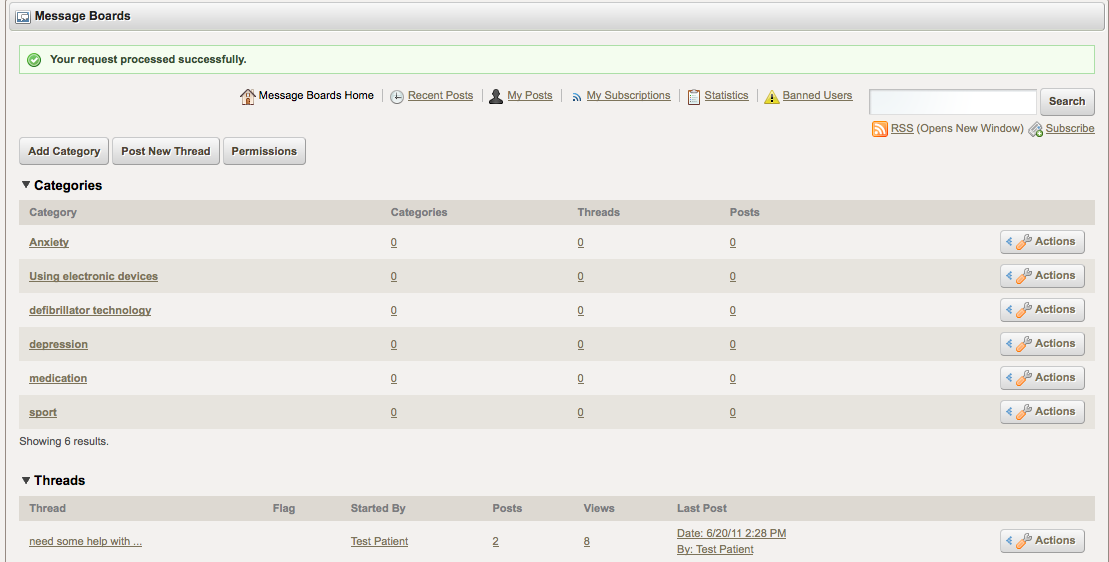 Message Boards
Your request processed successfully.
Message Boards Home Recent Posts My Posts My Subscriptions Statistics Banned Users Search
RSS (Opens New Window) Subscribe
Add Category Post New Thread Permissions
Categories
Category Categories Threads Posts
Anxiety 0 0 0 Actions
Using electronic devices 0 0 0 Actions
defibrillator technology 0 0 0 Actions
depression 0 0 0 Actions
medication 0 0 0 Actions
sport 0 0 0 Actions
Showing 6 results.
Threads
Thread Flag Started By Posts Views Last Post
need some help with ... Test Patient 2 8 Date: 6/20/11 2:28 PM Actions
By: Test Patient